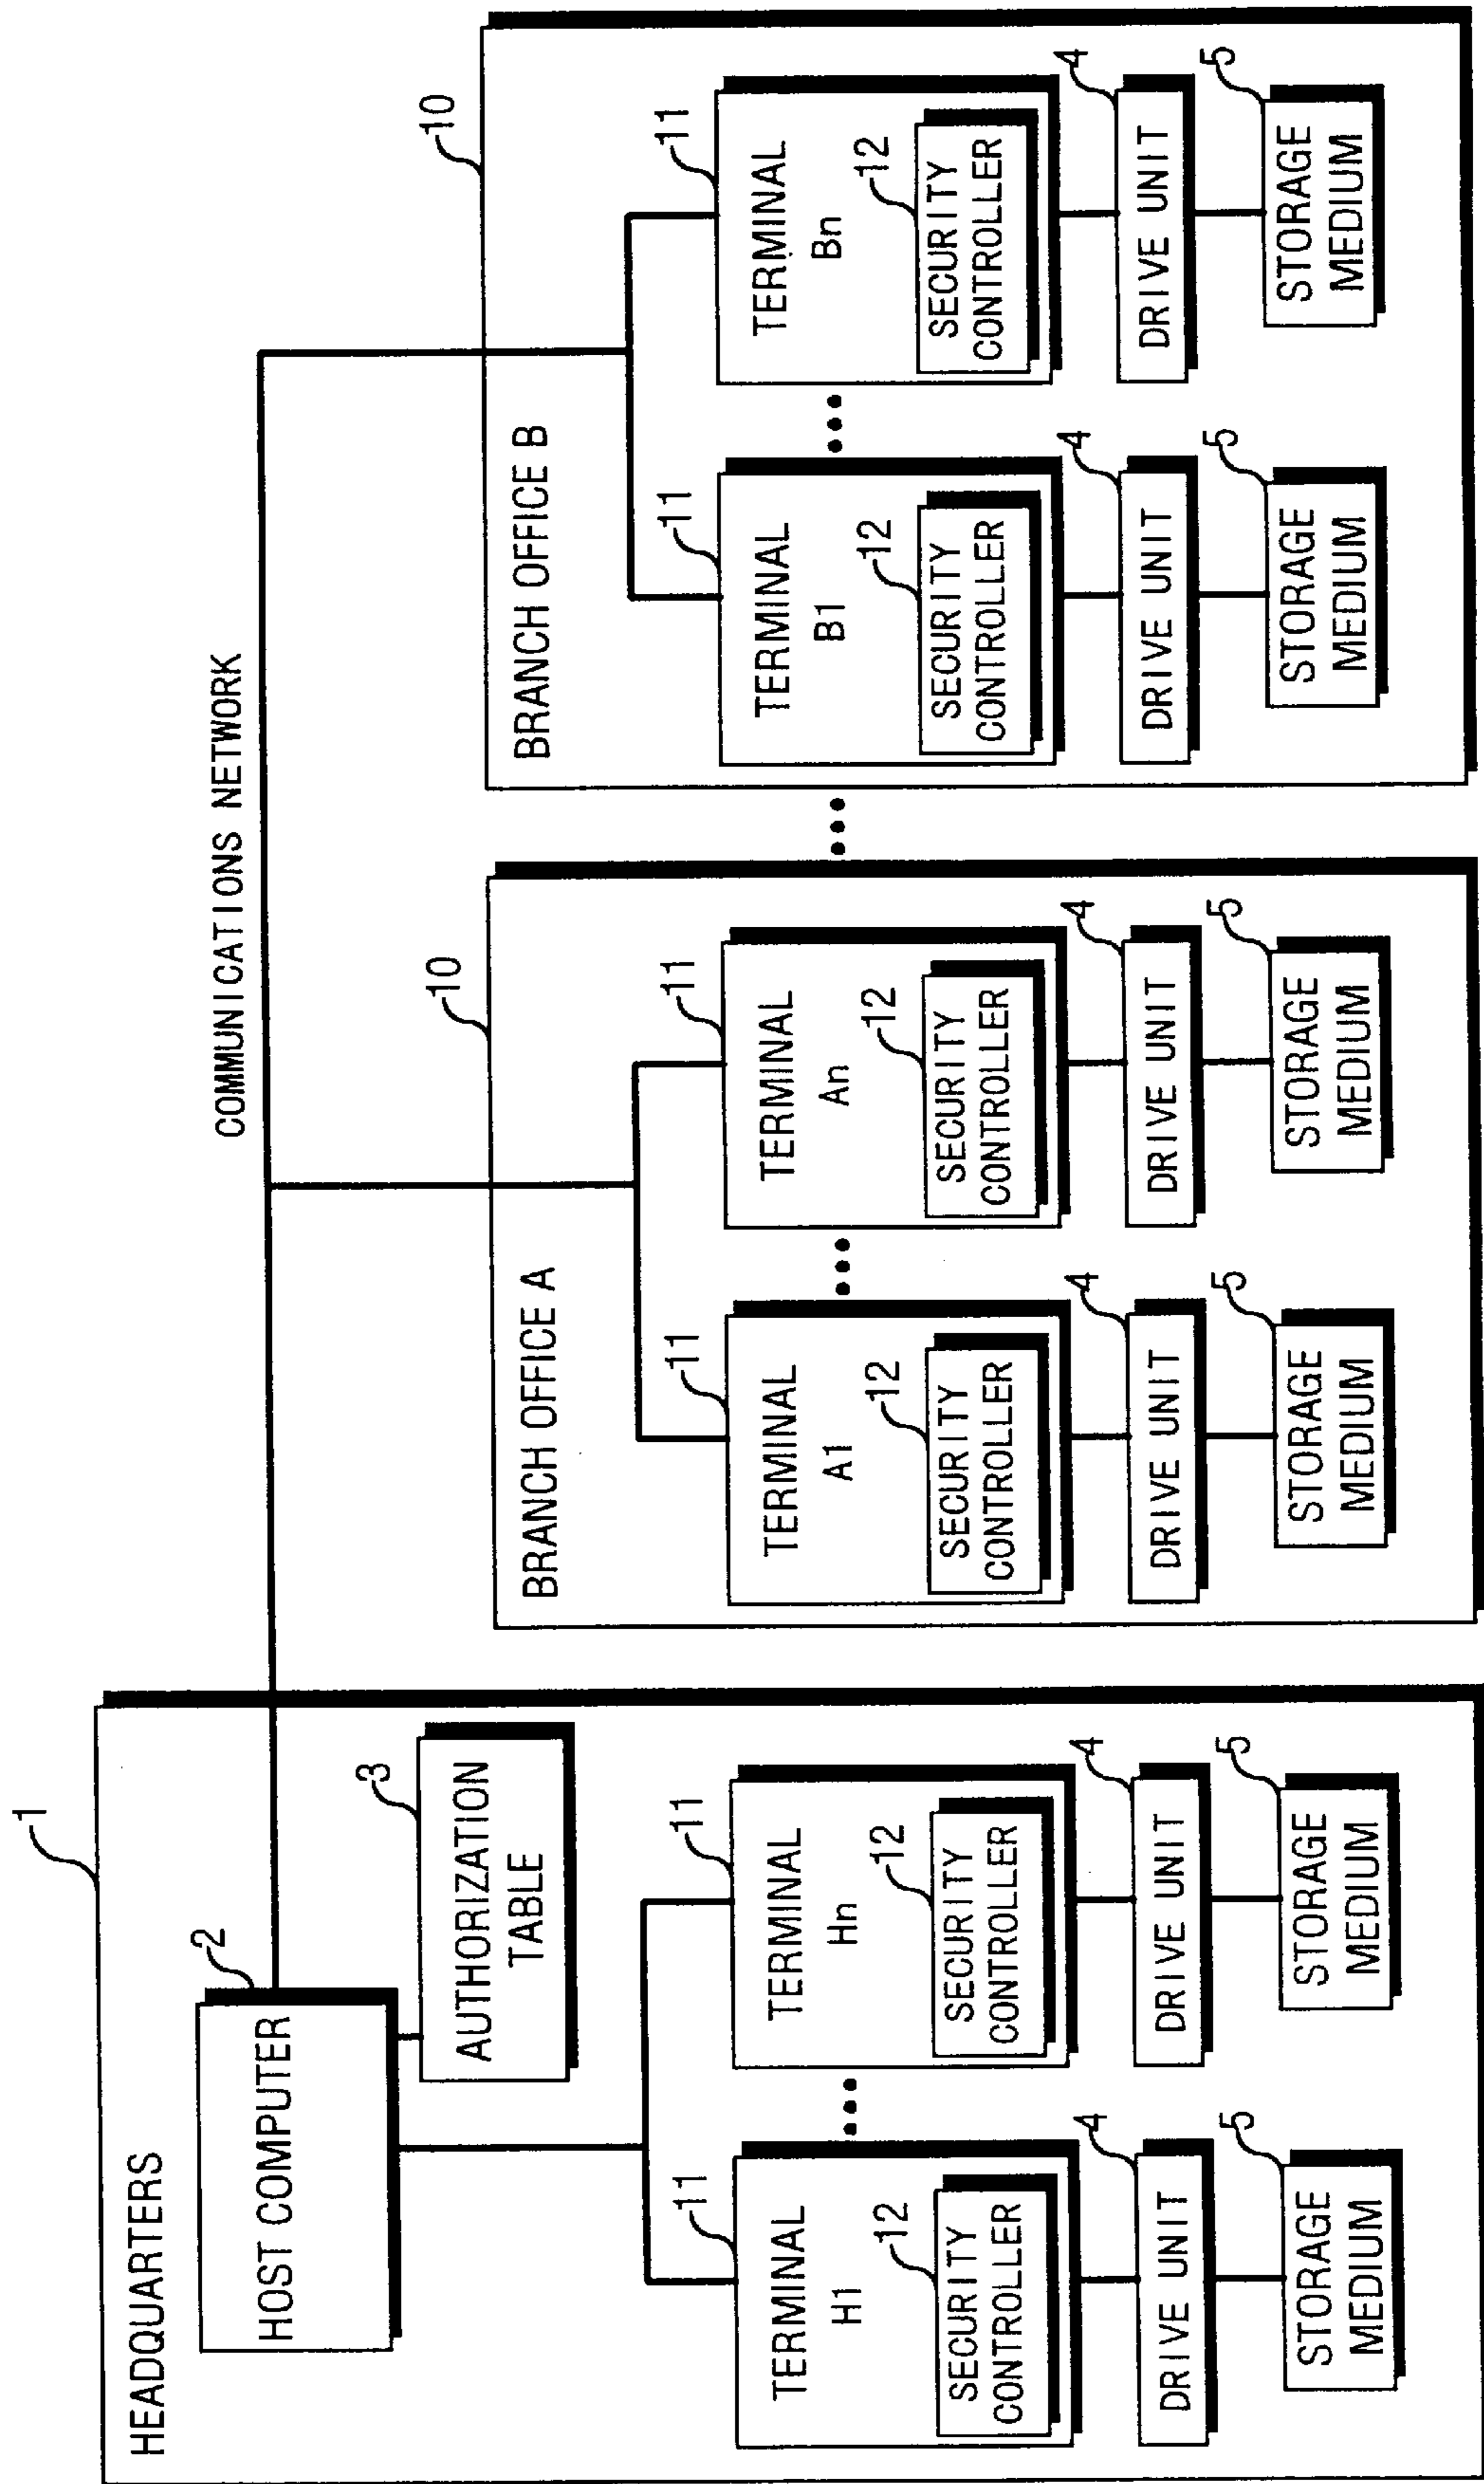 COMMUNICATIONS NETWORK
1
HEADQUARTERS
2
HOST COMPUTER
3
AUTHORIZATION
TABLE
11
TERMINAL
H1
12
SECURITY
CONTROLLER
4
DRIVE UNIT
5
STORAGE
MEDIUM
•••
11
TERMINAL
Hn
12
SECURITY
CONTROLLER
4
DRIVE UNIT
5
STORAGE
MEDIUM
10
BRANCH OFFICE A
11
TERMINAL
A1
12
SECURITY
CONTROLLER
4
DRIVE UNIT
5
STORAGE
MEDIUM
•••
11
TERMINAL
An
12
SECURITY
CONTROLLER
4
DRIVE UNIT
5
STORAGE
MEDIUM
•••
10
BRANCH OFFICE B
11
TERMINAL
B1
12
SECURITY
CONTROLLER
4
DRIVE UNIT
5
STORAGE
MEDIUM
•••
11
TERMINAL
Bn
12
SECURITY
CONTROLLER
4
DRIVE UNIT
5
STORAGE
MEDIUM